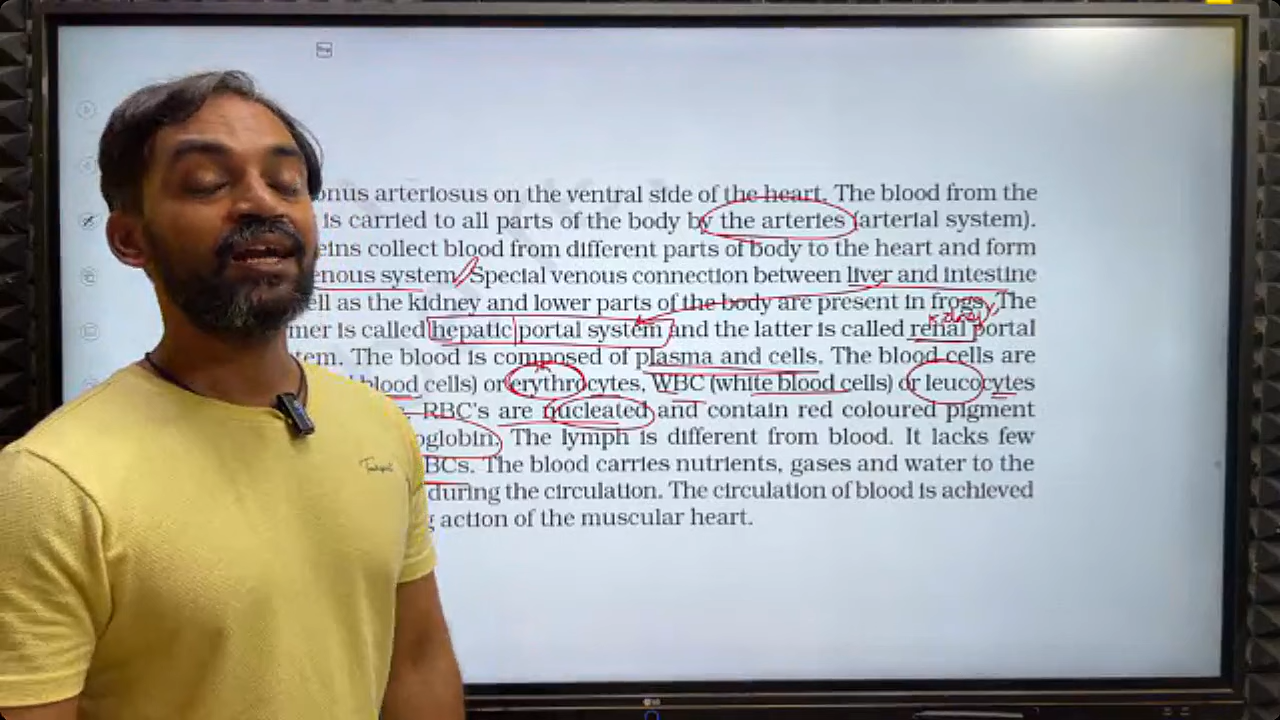 onus arteriosus on the ventral side of the heart. The blood from the
is carried to all parts of the body by the arteries (arterial system).
eins collect blood from different parts of body to the heart and form
enous system. Special venous connection between liver and intestine
ell as the kidney and lower parts of the body are present in frogs. The
mer is called hepatic portal system and the latter is called renal portal
tem. The blood is composed of plasma and cells. The blood cells are
blood cells) or erythrocytes, WBC (white blood cells) or leucocytes
RBC's are nucleated and contain red coloured pigment
oglobin. The lymph is different from blood. It lacks few
BCs. The blood carries nutrients, gases and water to the
during the circulation. The circulation of blood is achieved
g action of the muscular heart.
LG